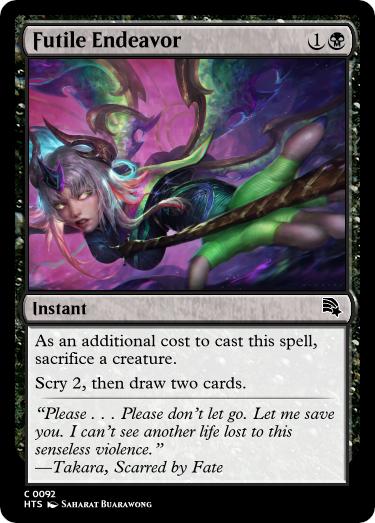 Futile Endeavor 1
Instant
As an additional cost to cast this spell,
sacrifice a creature.
Scry 2, then draw two cards.
“Please . . . Please don’t let go. Let me save
you. I can’t see another life lost to this
senseless violence.”
—Takara, Scarred by Fate
C 0092
HTS Saharat Buarawong